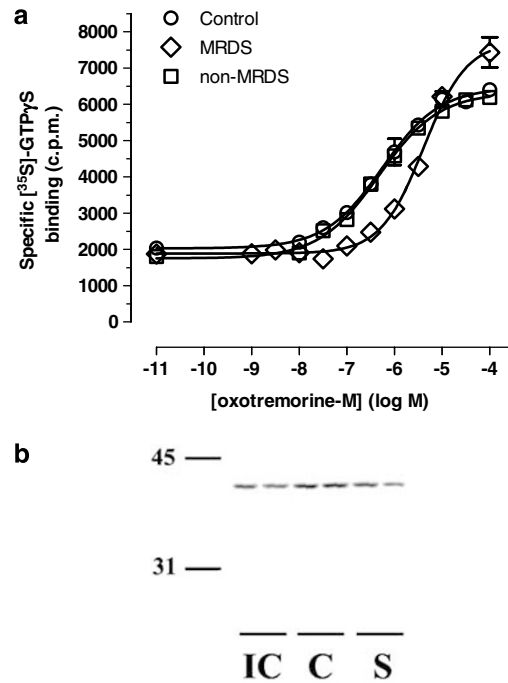 a
Control
MRDS
non-MRDS
Specific [³⁵S]-GTPγS
binding (c.p.m.)
8000
7000
6000
5000
4000
3000
2000
1000
0
-11 -10 -9 -8 -7 -6 -5 -4
[oxotremorine-M] (log M)
b
45
31
IC C S